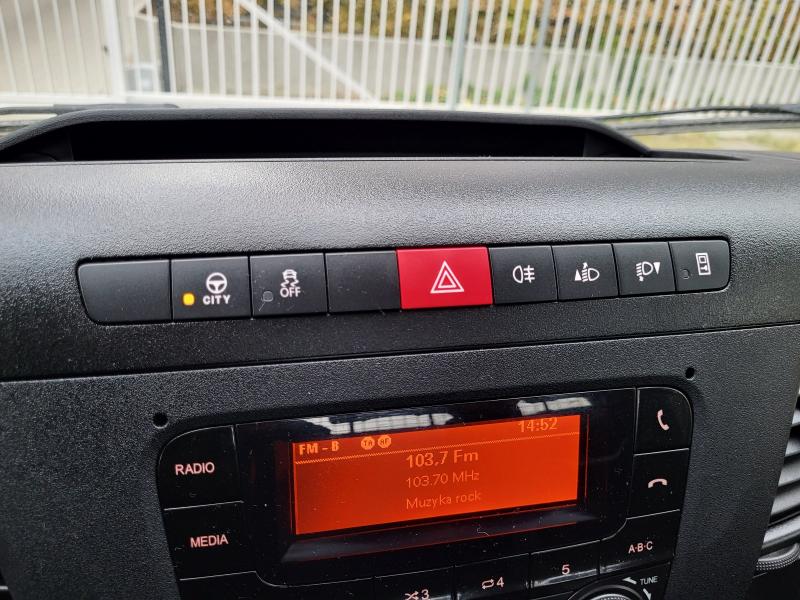 CITY
OFF
FM - B TA AF 14:52
103,7 Fm
103.70 MHz
Muzyka rock
RADIO
MEDIA
A·B·C
3 4 5
TUNE